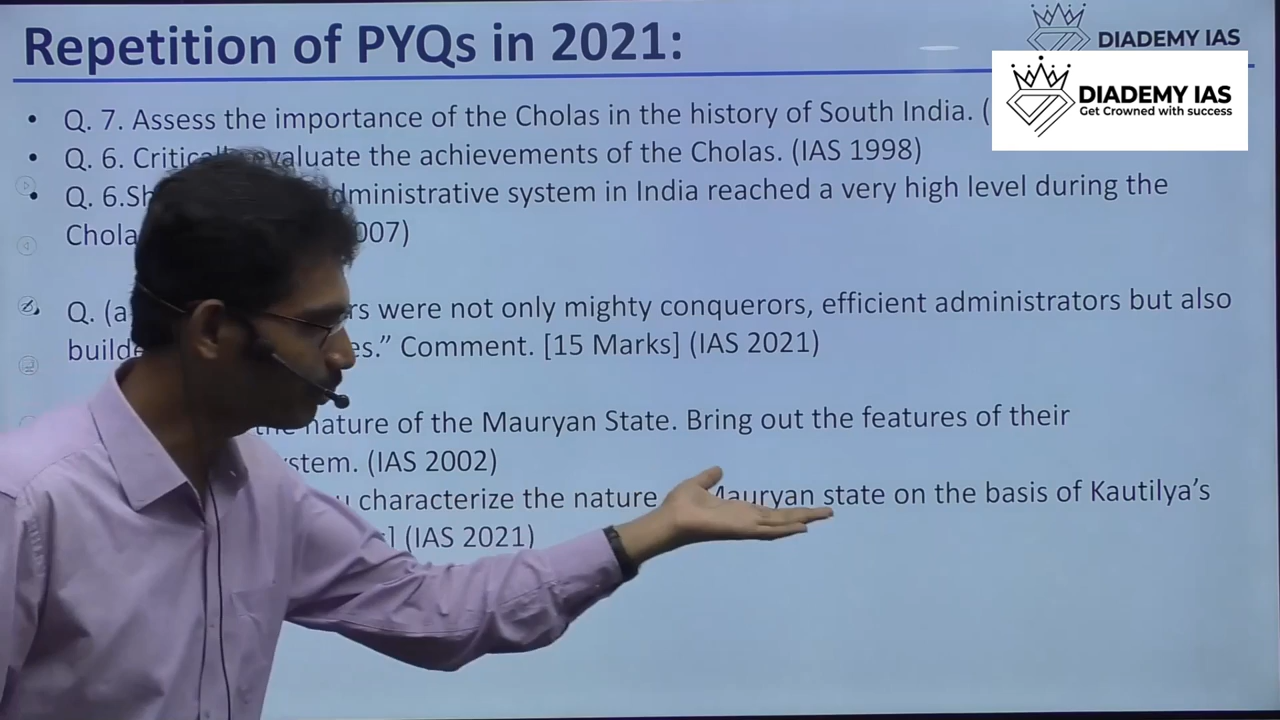 Repetition of PYQs in 2021:
DIADEMY IAS
DIADEMY IAS
Get Crowned with success
• Q. 7. Assess the importance of the Cholas in the history of South India. (
• Q. 6. evaluate the achievements of the Cholas. (IAS 1998)
• Q. 6.Sh dministrative system in India reached a very high level during the
Chola 007)
Q. (a rs were not only mighty conquerors, efficient administrators but also
builde es.” Comment. [15 Marks] (IAS 2021)
nature of the Mauryan State. Bring out the features of their
stem. (IAS 2002)
characterize the nature Mauryan state on the basis of Kautilya’s
] (IAS 2021)